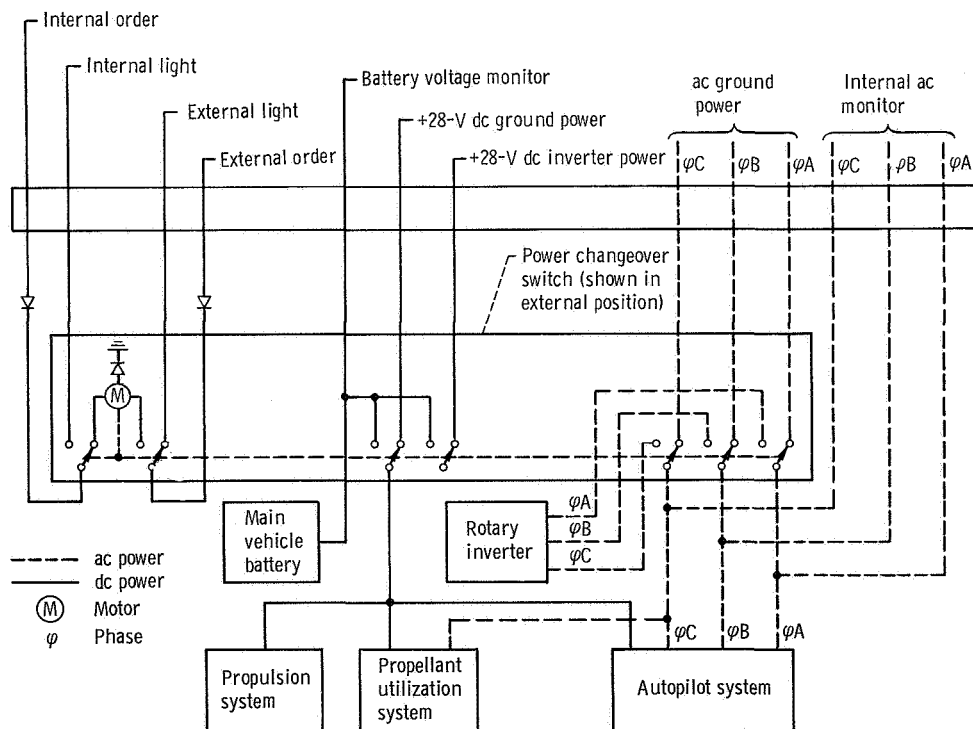 Internal order
Internal light
External light
External order
Battery voltage monitor
+28-V dc ground power
+28-V dc inverter power
ac ground
power
Internal ac
monitor
φC
φB
φA
φC
φB
φA
Power changeover
switch (shown in
external position)
M
Main
vehicle
battery
Rotary
inverter
φA
φB
φC
ac power
dc power
M Motor
φ Phase
φC
φB
φA
Propulsion
system
Propellant
utilization
system
Autopilot system